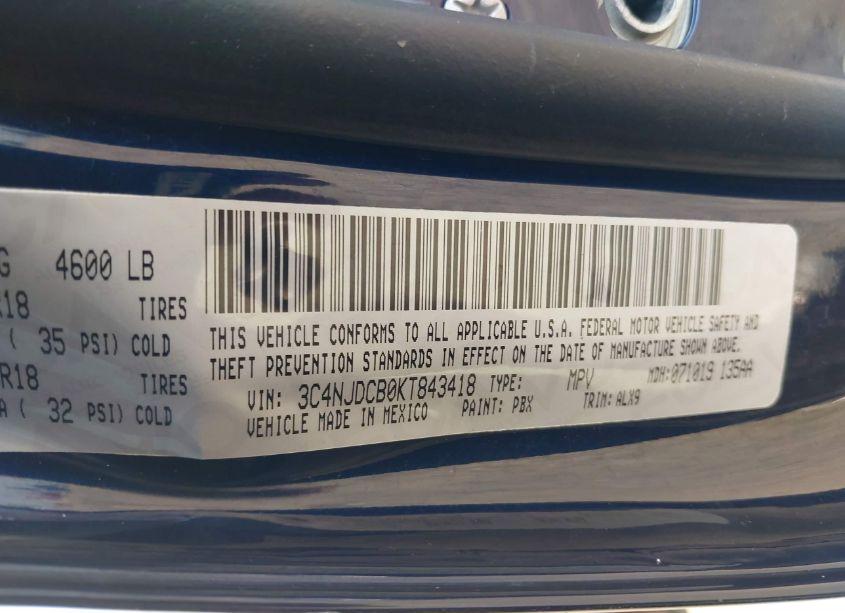 G 4600 LB
R18 TIRES
( 35 PSI) COLD
R18 TIRES
A ( 32 PSI) COLD
THIS VEHICLE CONFORMS TO ALL APPLICABLE U.S.A. FEDERAL MOTOR VEHICLE SAFETY AND
THEFT PREVENTION STANDARDS IN EFFECT ON THE DATE OF MANUFACTURE SHOWN ABOVE.
VIN: 3C4NJDCB0KT843418 TYPE: MPV MDH:071019 135AA
VEHICLE MADE IN MEXICO PAINT: PBX TRIM: ALX9